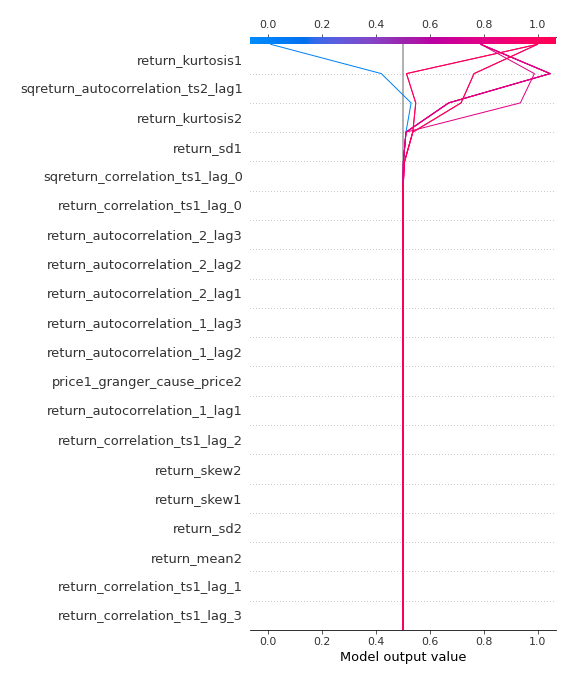 0.0 0.2 0.4 0.6 0.8 1.0
return_kurtosis1
sqreturn_autocorrelation_ts2_lag1
return_kurtosis2
return_sd1
sqreturn_correlation_ts1_lag_0
return_correlation_ts1_lag_0
return_autocorrelation_2_lag3
return_autocorrelation_2_lag2
return_autocorrelation_2_lag1
return_autocorrelation_1_lag3
return_autocorrelation_1_lag2
price1_granger_cause_price2
return_autocorrelation_1_lag1
return_correlation_ts1_lag_2
return_skew2
return_skew1
return_sd2
return_mean2
return_correlation_ts1_lag_1
return_correlation_ts1_lag_3
0.0 0.2 0.4 0.6 0.8 1.0
Model output value